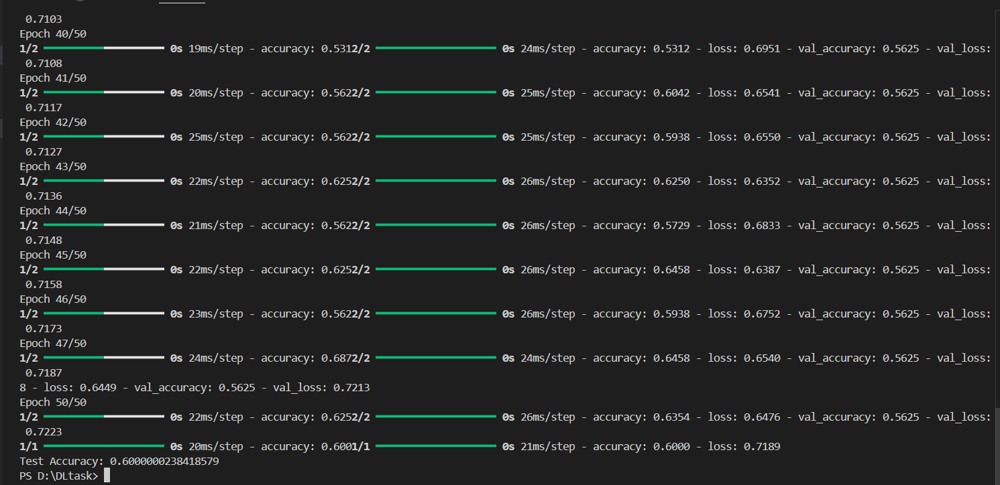 0.7103
Epoch 40/50
1/2 0s 19ms/step - accuracy: 0.53122/2 0s 24ms/step - accuracy: 0.5312 - loss: 0.6951 - val_accuracy: 0.5625 - val_loss:
0.7108
Epoch 41/50
1/2 0s 20ms/step - accuracy: 0.5622/2 0s 25ms/step - accuracy: 0.6042 - loss: 0.6541 - val_accuracy: 0.5625 - val_loss:
0.7117
Epoch 42/50
1/2 0s 25ms/step - accuracy: 0.5622/2 0s 25ms/step - accuracy: 0.5938 - loss: 0.6550 - val_accuracy: 0.5625 - val_loss:
0.7127
Epoch 43/50
1/2 0s 22ms/step - accuracy: 0.6252/2 0s 26ms/step - accuracy: 0.6250 - loss: 0.6352 - val_accuracy: 0.5625 - val_loss:
0.7136
Epoch 44/50
1/2 0s 21ms/step - accuracy: 0.5622/2 0s 26ms/step - accuracy: 0.5729 - loss: 0.6833 - val_accuracy: 0.5625 - val_loss:
0.7148
Epoch 45/50
1/2 0s 22ms/step - accuracy: 0.6252/2 0s 26ms/step - accuracy: 0.6458 - loss: 0.6387 - val_accuracy: 0.5625 - val_loss:
0.7158
Epoch 46/50
1/2 0s 23ms/step - accuracy: 0.5622/2 0s 26ms/step - accuracy: 0.5938 - loss: 0.6752 - val_accuracy: 0.5625 - val_loss:
0.7173
Epoch 47/50
1/2 0s 24ms/step - accuracy: 0.6872/2 0s 24ms/step - accuracy: 0.6458 - loss: 0.6540 - val_accuracy: 0.5625 - val_loss:
0.7187
8 - loss: 0.6449 - val_accuracy: 0.5625 - val_loss: 0.7213
Epoch 50/50
1/2 0s 22ms/step - accuracy: 0.6252/2 0s 26ms/step - accuracy: 0.6354 - loss: 0.6476 - val_accuracy: 0.5625 - val_loss:
0.7223
1/1 0s 20ms/step - accuracy: 0.6001/1 0s 21ms/step - accuracy: 0.6000 - loss: 0.7189
Test Accuracy: 0.6000000238418579
PS D:\DLtask>